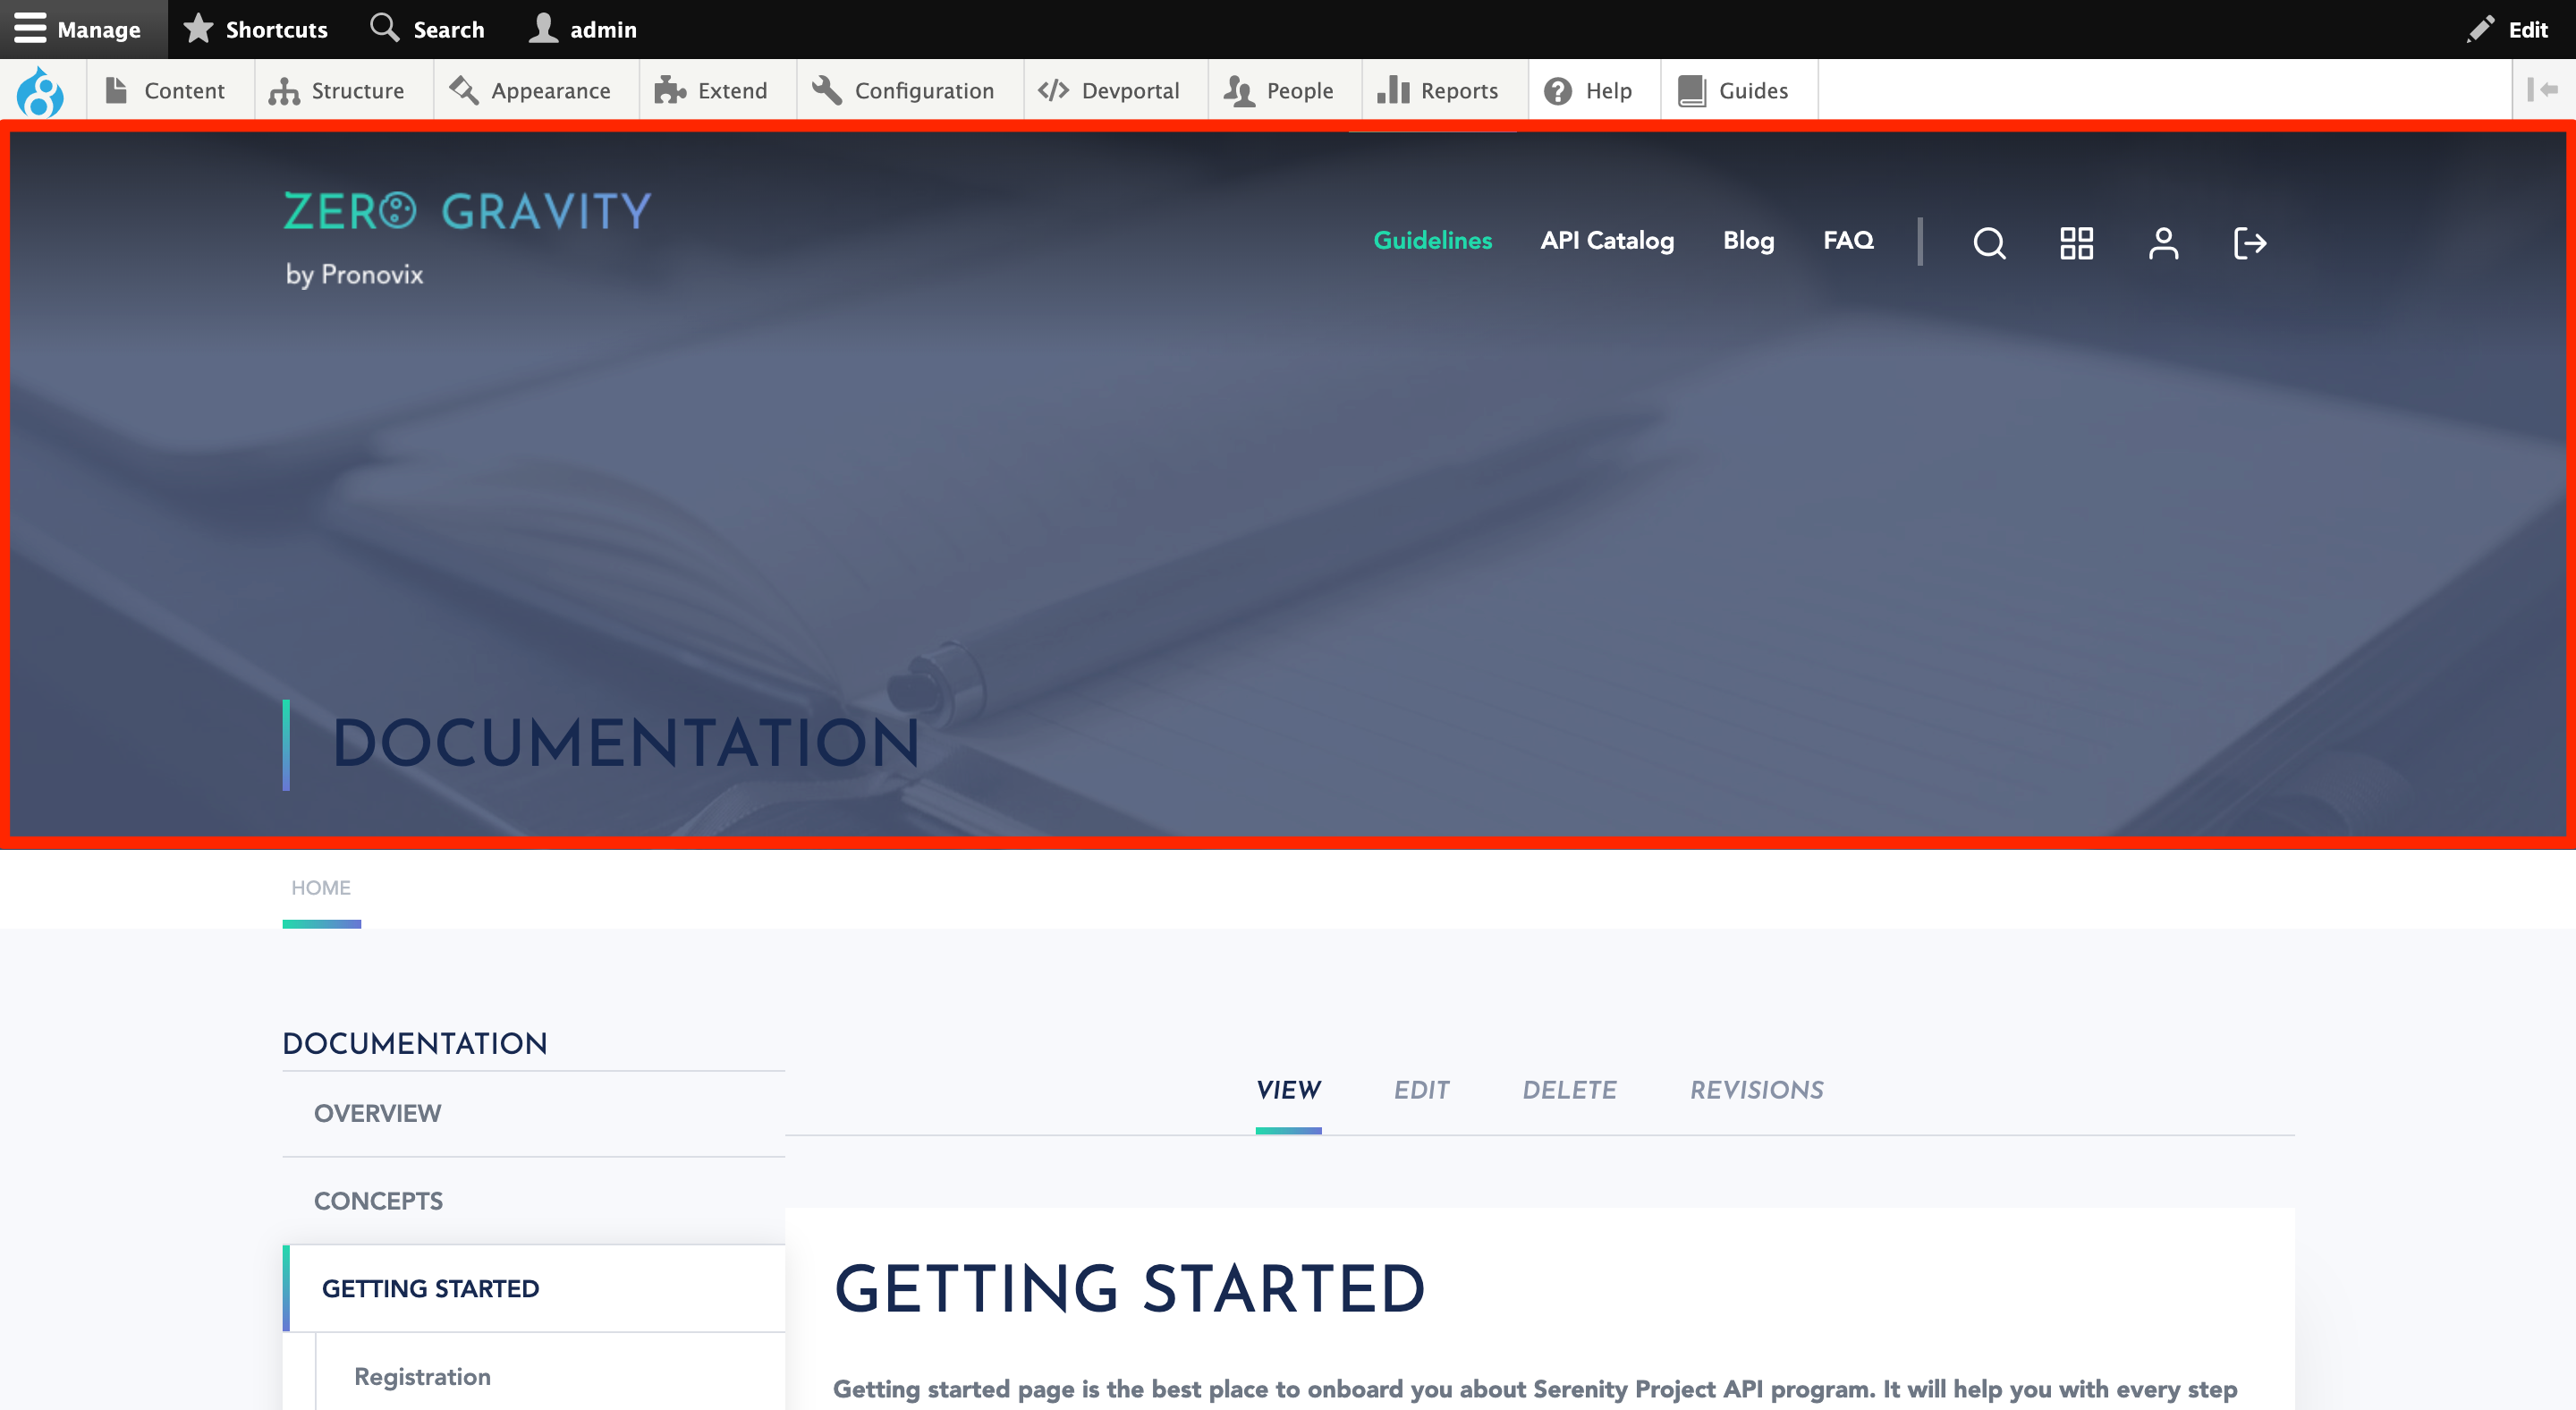 Manage Shortcuts Search admin Edit
Content Structure Appearance Extend Configuration Devportal People Reports Help Guides
ZERO GRAVITY
by Pronovix
Guidelines API Catalog Blog FAQ
DOCUMENTATION
HOME
DOCUMENTATION
OVERVIEW
CONCEPTS
GETTING STARTED
Registration
VIEW EDIT DELETE REVISIONS
GETTING STARTED
Getting started page is the best place to onboard you about Serenity Project API program. It will help you with every step